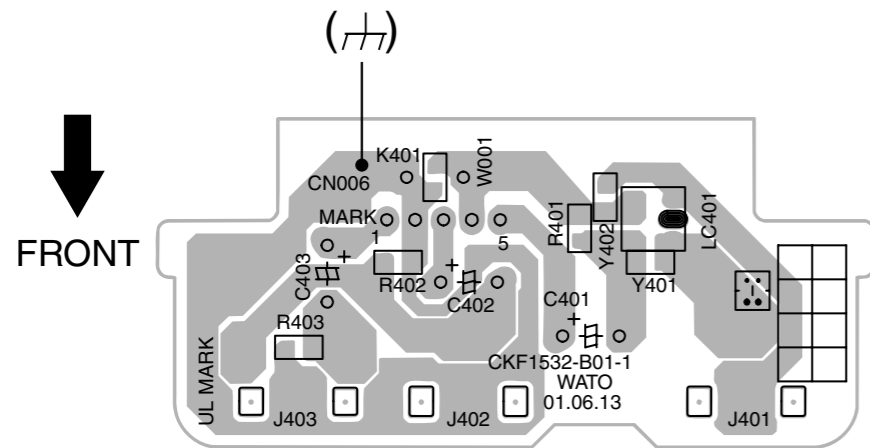 K401
W001
CN006
MARK
1
5
R401
Y402
LC401
FRONT
C403
+
R402
+
C402
C401
+
Y401
R403
UL MARK
CKF1532-B01-1
WATO
01.06.13
J403
J402
J401